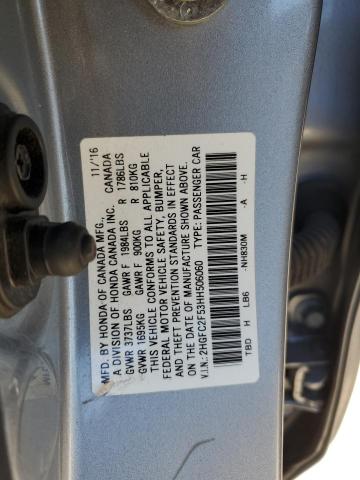 MFD. BY HONDA OF CANADA MFG.,
A DIVISION OF HONDA CANADA INC. CANADA 11/16
GVWR 3737LBS GAWR F 1984LBS R 1786LBS
GVWR 1695KG GAWR F 900KG R 810KG
THIS VEHICLE CONFORMS TO ALL APPLICABLE
FEDERAL MOTOR VEHICLE SAFETY, BUMPER,
AND THEFT PREVENTION STANDARDS IN EFFECT
ON THE DATE OF MANUFACTURE SHOWN ABOVE.
V.I.N.:2HGFC2F53HH506060 TYPE:PASSENGER CAR
TBD H LB6 -NH830M -A -H